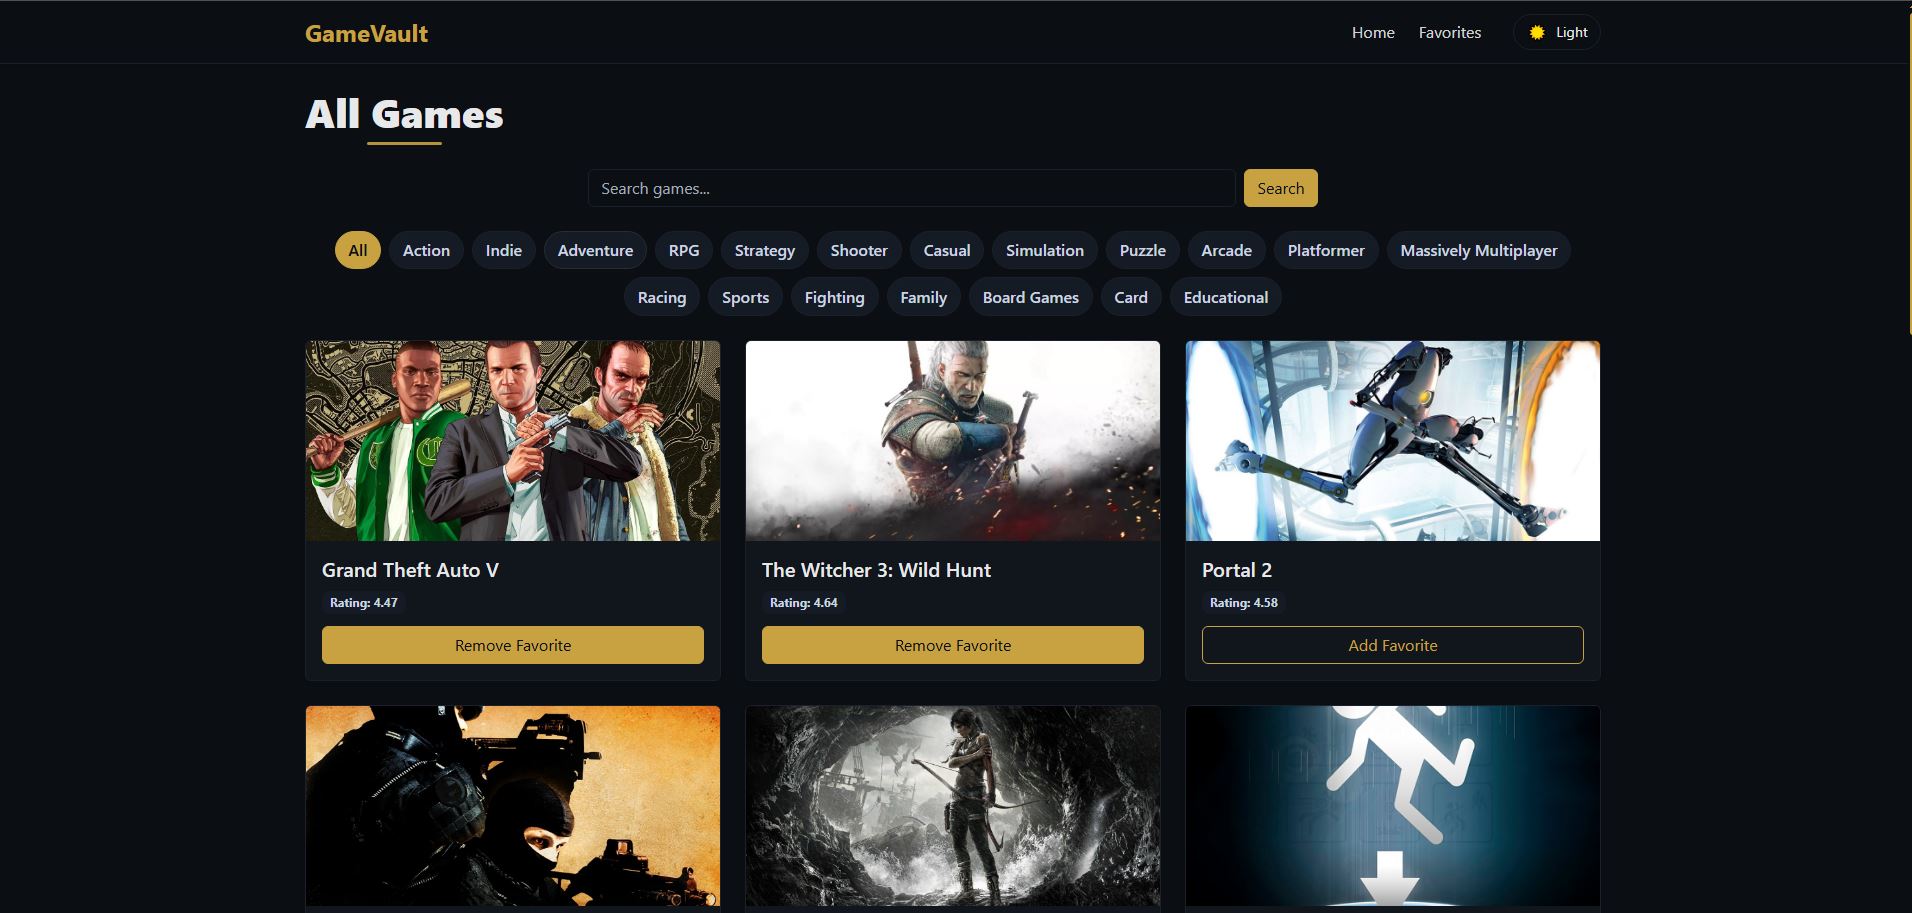 GameVault
Home Favorites Light
All Games
Search games... Search
All Action Indie Adventure RPG Strategy Shooter Casual Simulation Puzzle Arcade Platformer Massively Multiplayer
Racing Sports Fighting Family Board Games Card Educational
Grand Theft Auto V
Rating: 4.47
Remove Favorite
The Witcher 3: Wild Hunt
Rating: 4.64
Remove Favorite
Portal 2
Rating: 4.58
Add Favorite